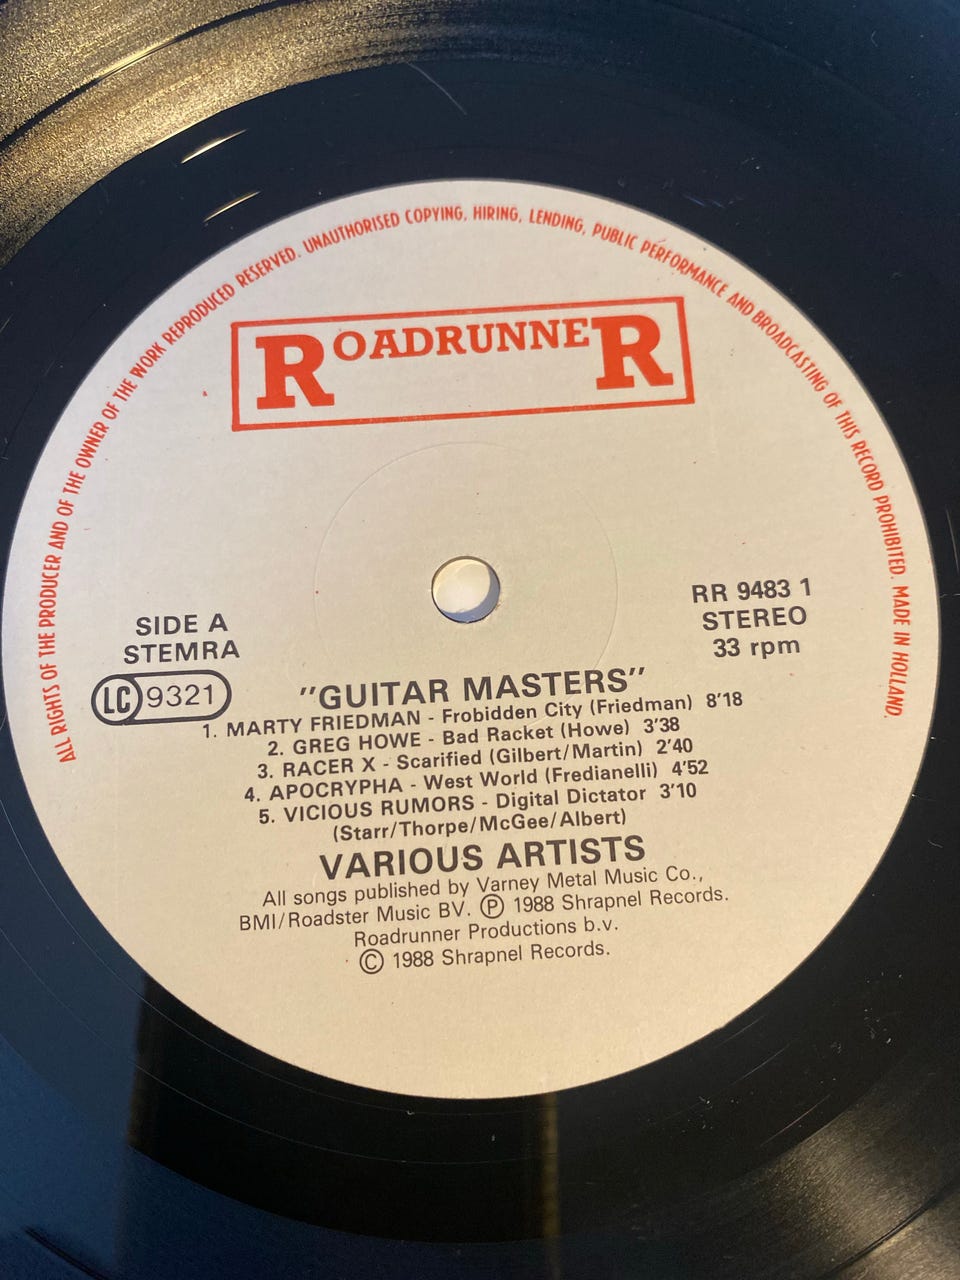 ALL RIGHTS OF THE PRODUCER AND OF THE OWNER OF THE WORK REPRODUCED RESERVED. UNAUTHORISED COPYING, HIRING, LENDING, PUBLIC PERFORMANCE AND BROADCASTING OF THIS RECORD PROHIBITED. MADE IN HOLLAND.
ROADRUNNER
SIDE A
STEMRA
LC 9321
RR 9483 1
STEREO
33 rpm
"GUITAR MASTERS"
1. MARTY FRIEDMAN - Frobidden City (Friedman) 8'18
2. GREG HOWE - Bad Racket (Howe) 3'38
3. RACER X - Scarified (Gilbert/Martin) 2'40
4. APOCRYPHA - West World (Fredianelli) 4'52
5. VICIOUS RUMORS - Digital Dictator 3'10
(Starr/Thorpe/McGee/Albert)
VARIOUS ARTISTS
All songs published by Varney Metal Music Co.,
BMI/Roadster Music BV. Ⓟ 1988 Shrapnel Records.
Roadrunner Productions b.v.
© 1988 Shrapnel Records.